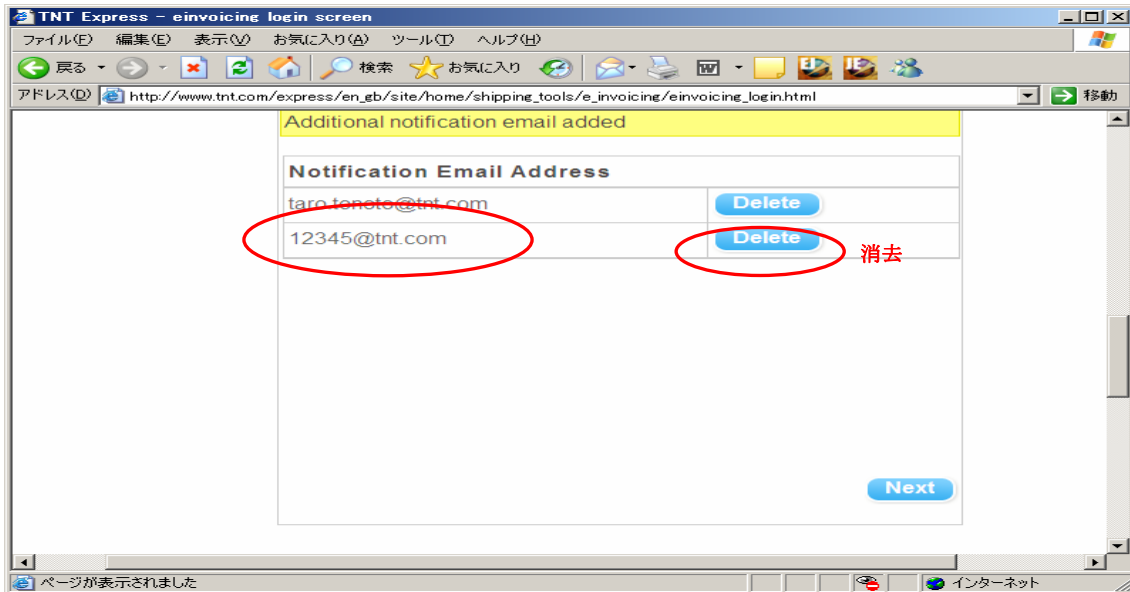 TNT Express - einvoicing login screen
ファイル(F) 編集(E) 表示(V) お気に入り(A) ツール(T) ヘルプ(H)
戻る 検索 お気に入り
アドレス(D) http://www.tnt.com/express/en_gb/site/home/shipping_tools/e_invoicing/einvoicing_login.html 移動
Additional notification email added
Notification Email Address
taro.tenoto@tnt.com Delete
12345@tnt.com Delete
消去
Next
ページが表示されました インターネット